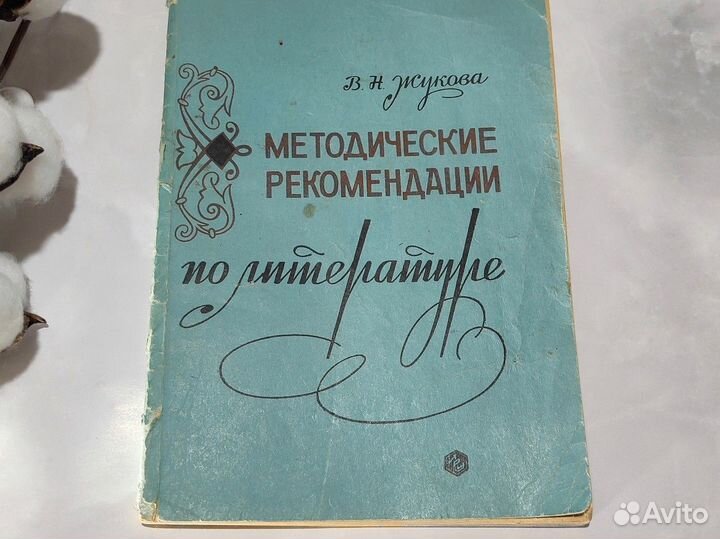 В. Н. Жукова
МЕТОДИЧЕСКИЕ
РЕКОМЕНДАЦИИ
по литературе
Avito